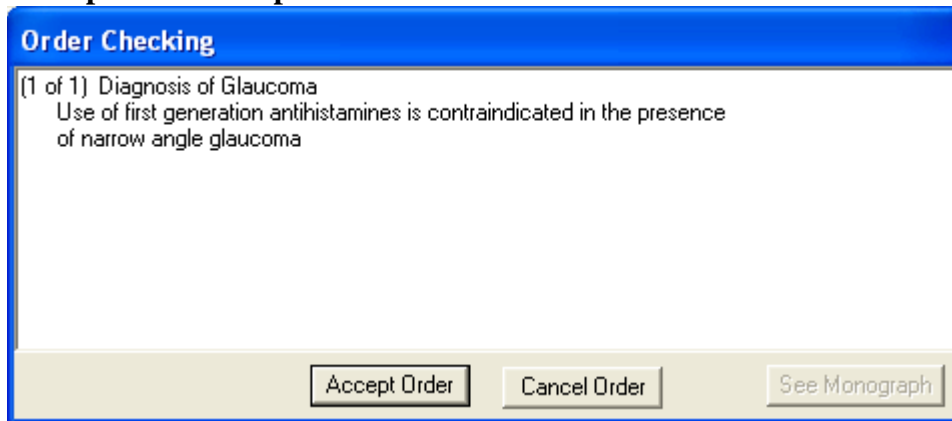 Order Checking
(1 of 1) Diagnosis of Glaucoma
Use of first generation antihistamines is contraindicated in the presence
of narrow angle glaucoma
Accept Order Cancel Order See Monograph